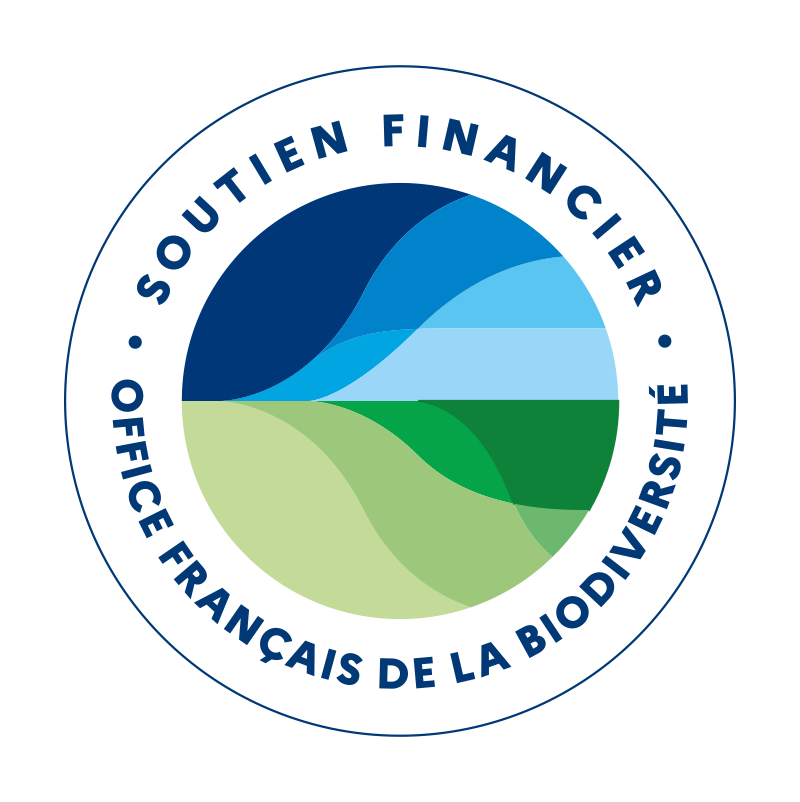 SOUTIEN FINANCIER
OFFICE FRANÇAIS DE LA BIODIVERSITÉ